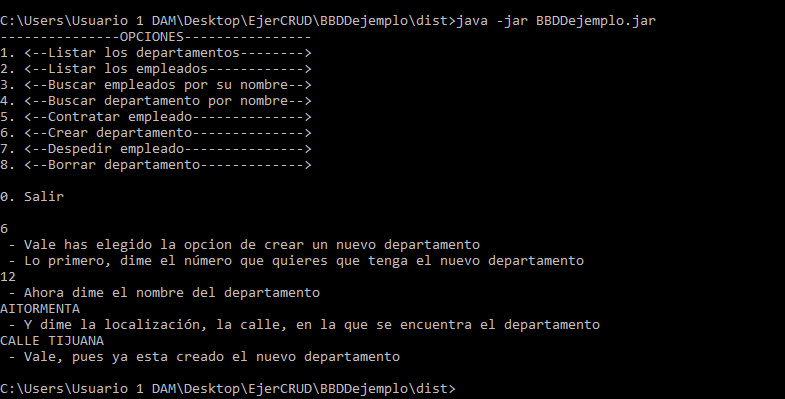 C:\Users\Usuario 1 DAM\Desktop\EjerCRUD\BBDDejemplo\dist>java -jar BBDDejemplo.jar
---------------OPCIONES----------------
1. <--Listar los departamentos-------->
2. <--Listar los empleados------------>
3. <--Buscar empleados por su nombre-->
4. <--Buscar departamento por nombre-->
5. <--Contratar empleado-------------->
6. <--Crear departamento-------------->
7. <--Despedir empleado--------------->
8. <--Borrar departamento------------->
0. Salir
6
- Vale has elegido la opcion de crear un nuevo departamento
- Lo primero, dime el número que quieres que tenga el nuevo departamento
12
- Ahora dime el nombre del departamento
AITORMENTA
- Y dime la localización, la calle, en la que se encuentra el departamento
CALLE TIJUANA
- Vale, pues ya esta creado el nuevo departamento
C:\Users\Usuario 1 DAM\Desktop\EjerCRUD\BBDDejemplo\dist>